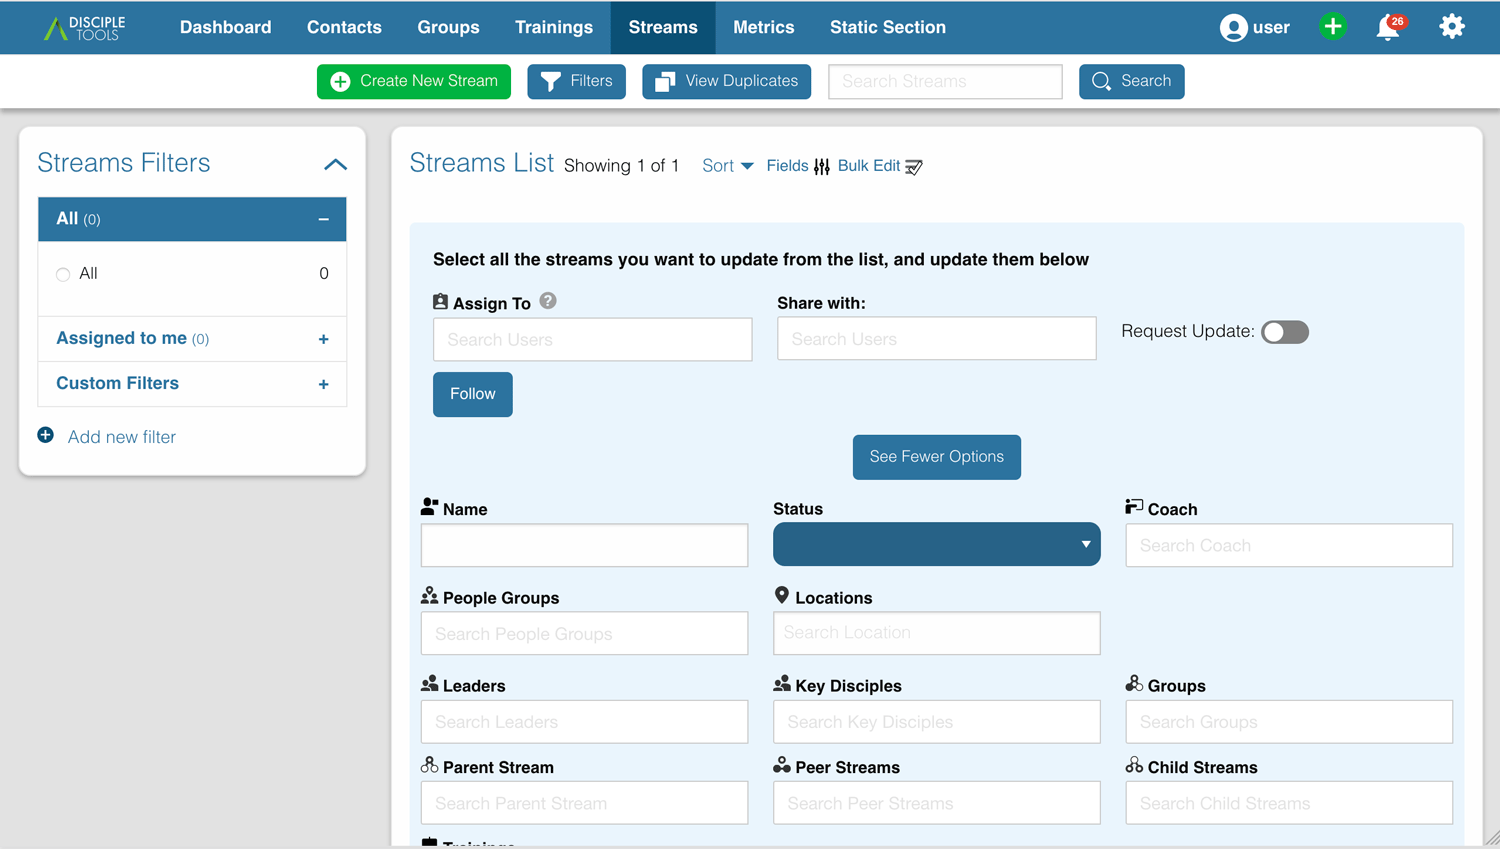 DISCIPLE
TOOLS
Dashboard Contacts Groups Trainings Streams Metrics Static Section
user
26
Create New Stream Filters View Duplicates Search Streams Search
Streams Filters
All (0)
All 0
Assigned to me (0)
Custom Filters
Add new filter
Streams List Showing 1 of 1 Sort Fields Bulk Edit
Select all the streams you want to update from the list, and update them below
Assign To ? Share with:
Search Users Search Users Request Update:
Follow
See Fewer Options
Name Status Coach
Search Coach
People Groups Locations
Search People Groups Search Location
Leaders Key Disciples Groups
Search Leaders Search Key Disciples Search Groups
Parent Stream Peer Streams Child Streams
Search Parent Stream Search Peer Streams Search Child Streams
Trainings